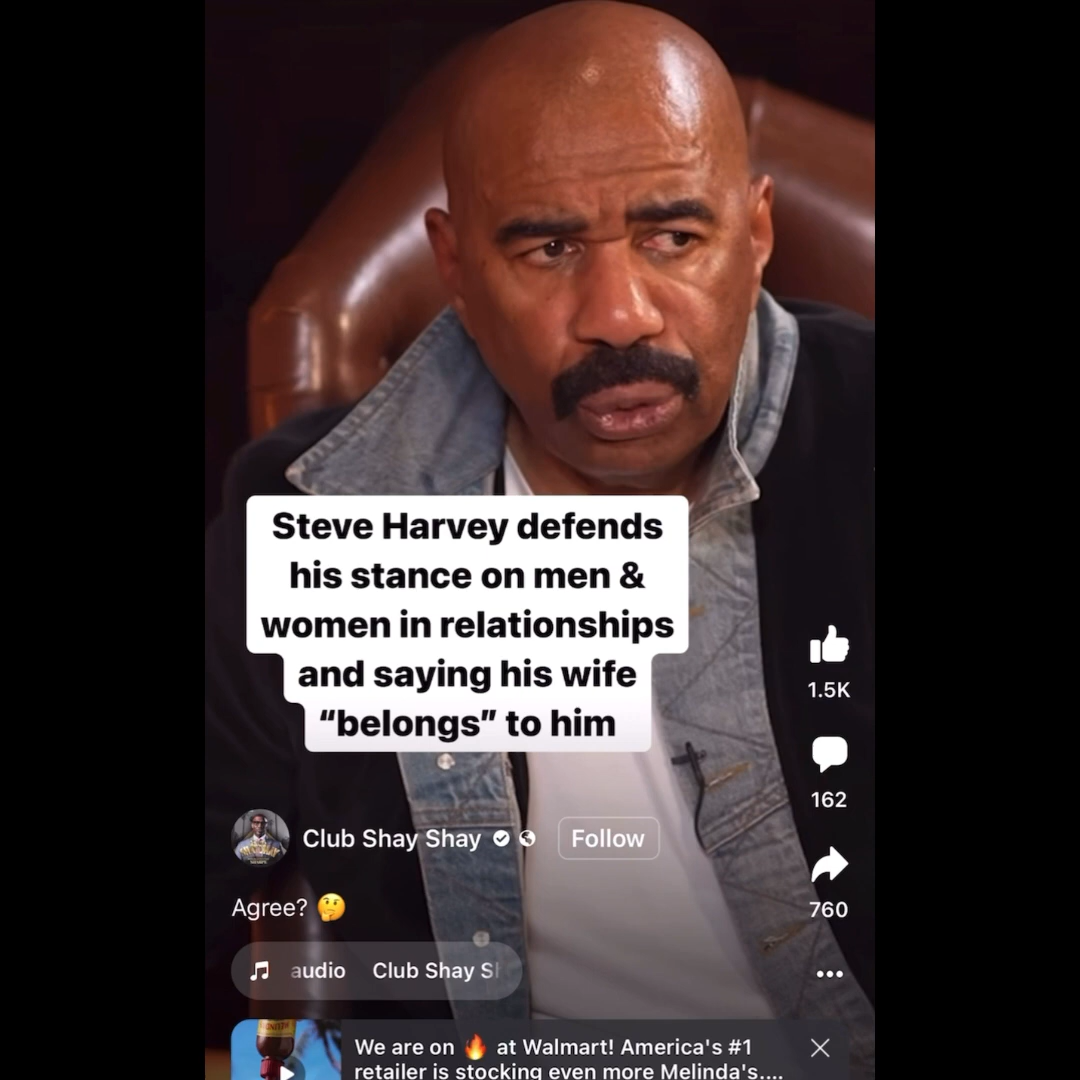 Steve Harvey defends
his stance on men &
women in relationships
and saying his wife
“belongs” to him
1.5K
162
Club Shay Shay
Follow
760
Agree? 🤔
audio Club Shay S
We are on 🔥 at Walmart! America's #1
retailer is stocking even more Melinda's....